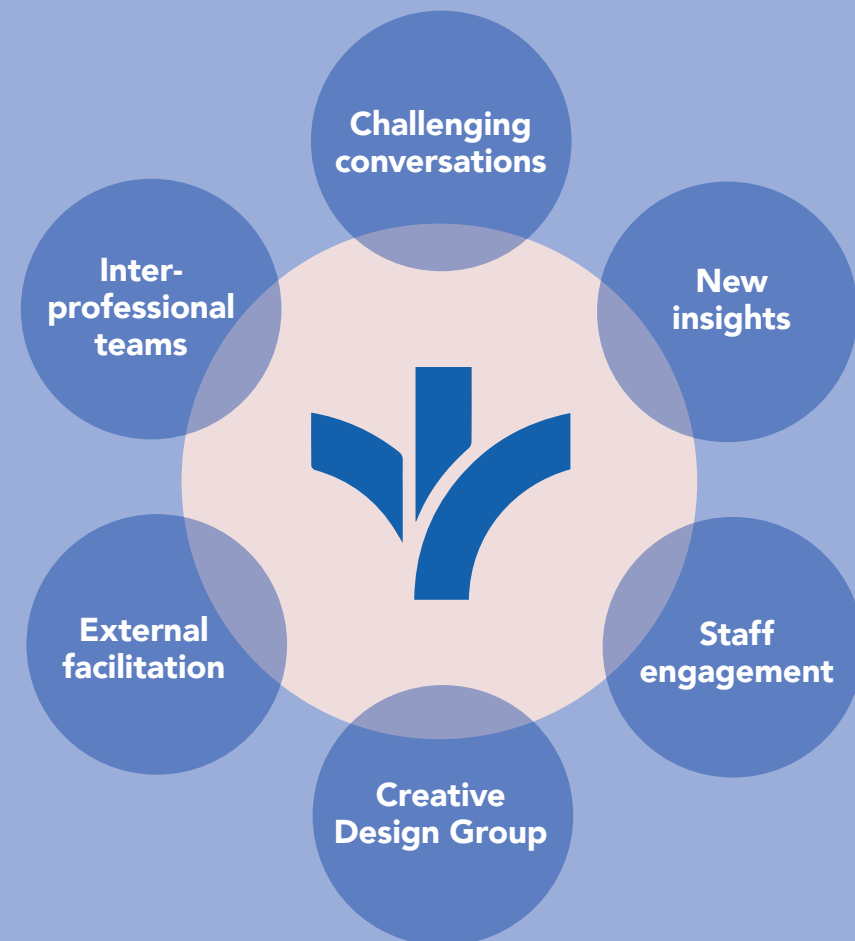 Challenging
conversations
New
insights
Staff
engagement
Creative
Design Group
External
facilitation
Inter-
professional
teams